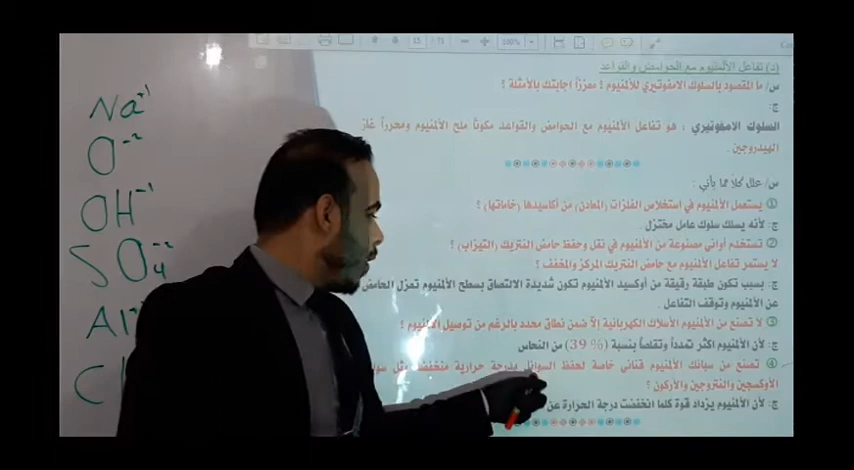 (د) تفاعل الألمنيوم مع الحوامض والقواعد
س/ ما المقصود بالسلوك الامفوتيري للألمنيوم ؟ معززاً اجابتك بالأمثلة ؟
ج:
السلوك الامفوتيري : هو تفاعل الألمنيوم مع الحوامض والقواعد مكوناً ملح الألمنيوم ومحرراً غاز
الهيدروجين .
س/ علل كلاً مما يأتي :
① يستعمل الألمنيوم في استخلاص الفلزات (المعادن) من أكاسيدها (خاماتها) ؟
ج: لأنه يسلك سلوك عامل مختزل .
② تستخدم أواني مصنوعة من الألمنيوم في نقل وحفظ حامض النتريك (التيزاب) ؟
لا يستمر تفاعل الألمنيوم مع حامض النتريك المركز والمخفف ؟
ج: بسبب تكون طبقة رقيقة من أوكسيد الألمنيوم تكون شديدة الالتصاق بسطح الألمنيوم تعزل الحامض
عن الألمنيوم وتوقف التفاعل .
③ لا تصنع من الألمنيوم الأسلاك الكهربائية الا ضمن نطاق محدد بالرغم من توصيل الألمنيوم ؟
ج: لأن الألمنيوم اكثر تمدداً وتقلصاً بنسبة (39 %) من النحاس
④ تصنع من سبائك الألمنيوم قناني خاصة لحفظ السوائل بدرجة حرارية منخفضة مثل
الأوكسجين والنتروجين والأركون ؟
ج: لأن الألمنيوم يزداد قوة كلما انخفضت درجة الحرارة عن
Na⁺¹
O⁻²
OH⁻¹
SO₄⁻²
Al